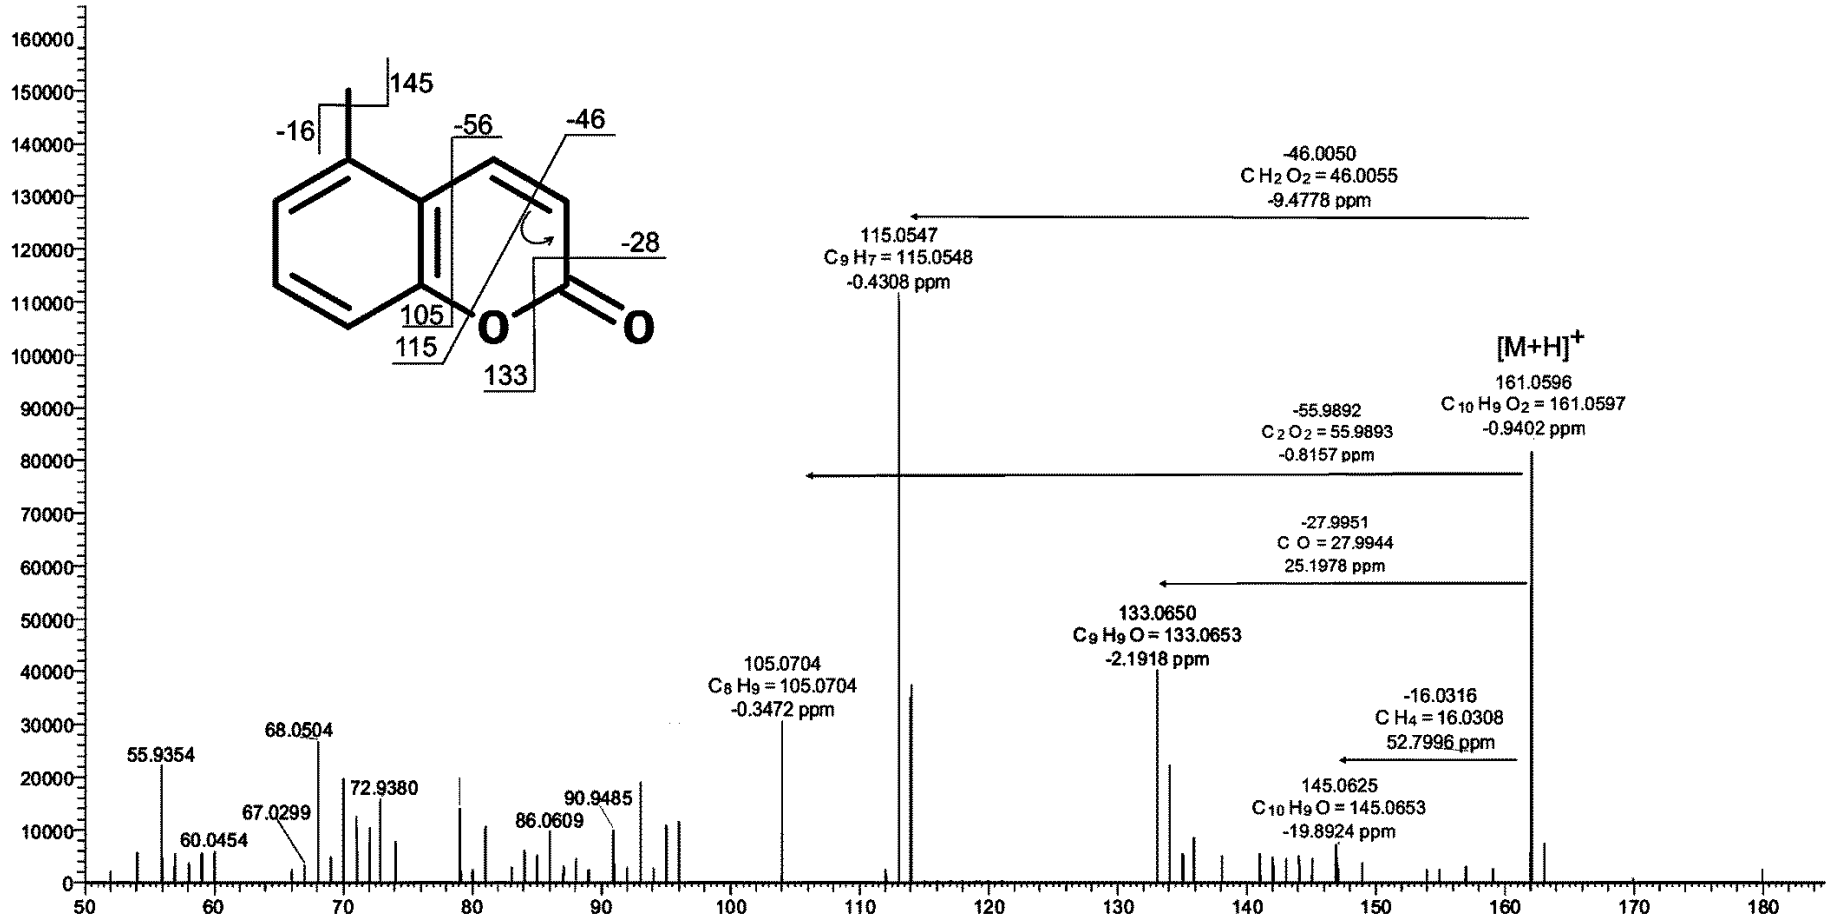 160000
150000
140000
130000
120000
110000
100000
90000
80000
70000
60000
50000
40000
30000
20000
10000
0
50
60
70
80
90
100
110
120
130
140
150
160
170
180
145
-16
-56
-46
-28
105
115
133
O
O
-46.0050
C H2 O2 = 46.0055
-9.4778 ppm
115.0547
C9 H7 = 115.0548
-0.4308 ppm
[M+H]+
161.0596
C10 H9 O2 = 161.0597
-0.9402 ppm
-55.9892
C2 O2 = 55.9893
-0.8157 ppm
-27.9951
C O = 27.9944
25.1978 ppm
133.0650
C9 H9 O = 133.0653
-2.1918 ppm
105.0704
C8 H9 = 105.0704
-0.3472 ppm
-16.0316
C H4 = 16.0308
52.7996 ppm
145.0625
C10 H9 O = 145.0653
-19.8924 ppm
55.9354
68.0504
67.0299
60.0454
72.9380
86.0609
90.9485